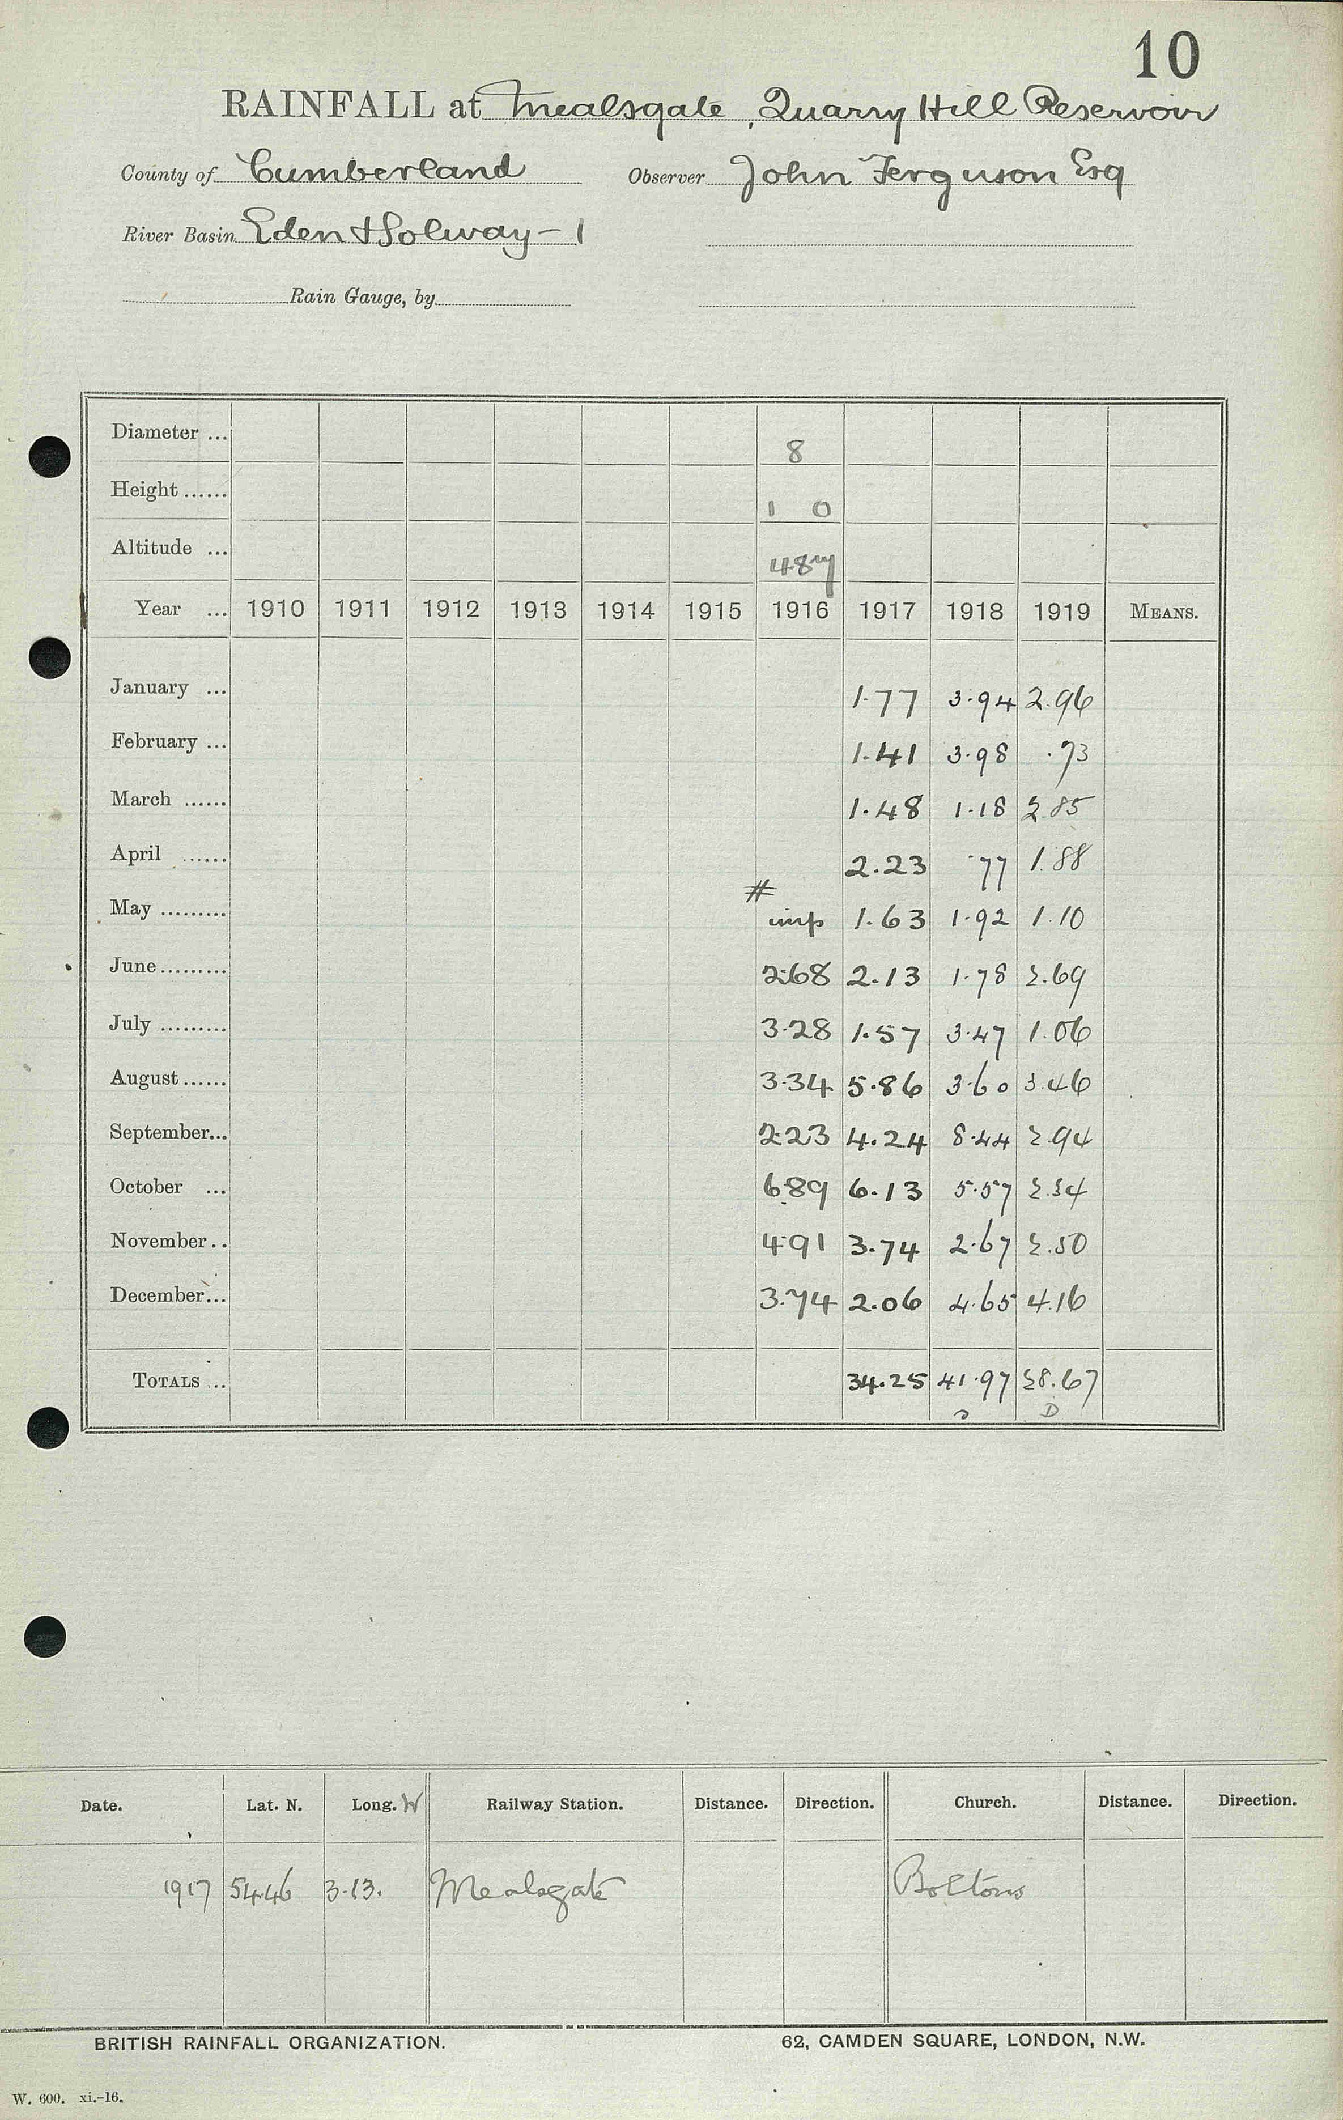 10
RAINFALL at Mealsgate, Quarry Hill Reservoir
County of Cumberland Observer John Ferguson Esq
River Basin Eden & Solway - 1
Rain Gauge, by
Diameter ... 8
Height ...... 1 0
Altitude ... 487
Year ... 1910 1911 1912 1913 1914 1915 1916 1917 1918 1919 MEANS.
January ... 1.77 3.94 2.96
February ... 1.41 3.98 .73
March ...... 1.48 1.18 2.85
April ...... 2.23 .77 1.88
#
May ......... imp 1.63 1.92 1.10
June ......... 2.68 2.13 1.78 2.69
July ......... 3.28 1.57 3.47 1.06
August ...... 3.34 5.86 3.60 3.46
September... 2.23 4.24 8.44 2.94
October ... 6.89 6.13 5.57 2.34
November .. 4.91 3.74 2.67 2.50
December... 3.74 2.06 4.65 4.16
TOTALS ... 34.25 41.97 28.67
D
Date. Lat. N. Long. W Railway Station. Distance. Direction. Church. Distance. Direction.
1917 54.46 3.13. Mealsgate Boltons
BRITISH RAINFALL ORGANIZATION. 62, CAMDEN SQUARE, LONDON, N.W.
W. 600. xi.-16.